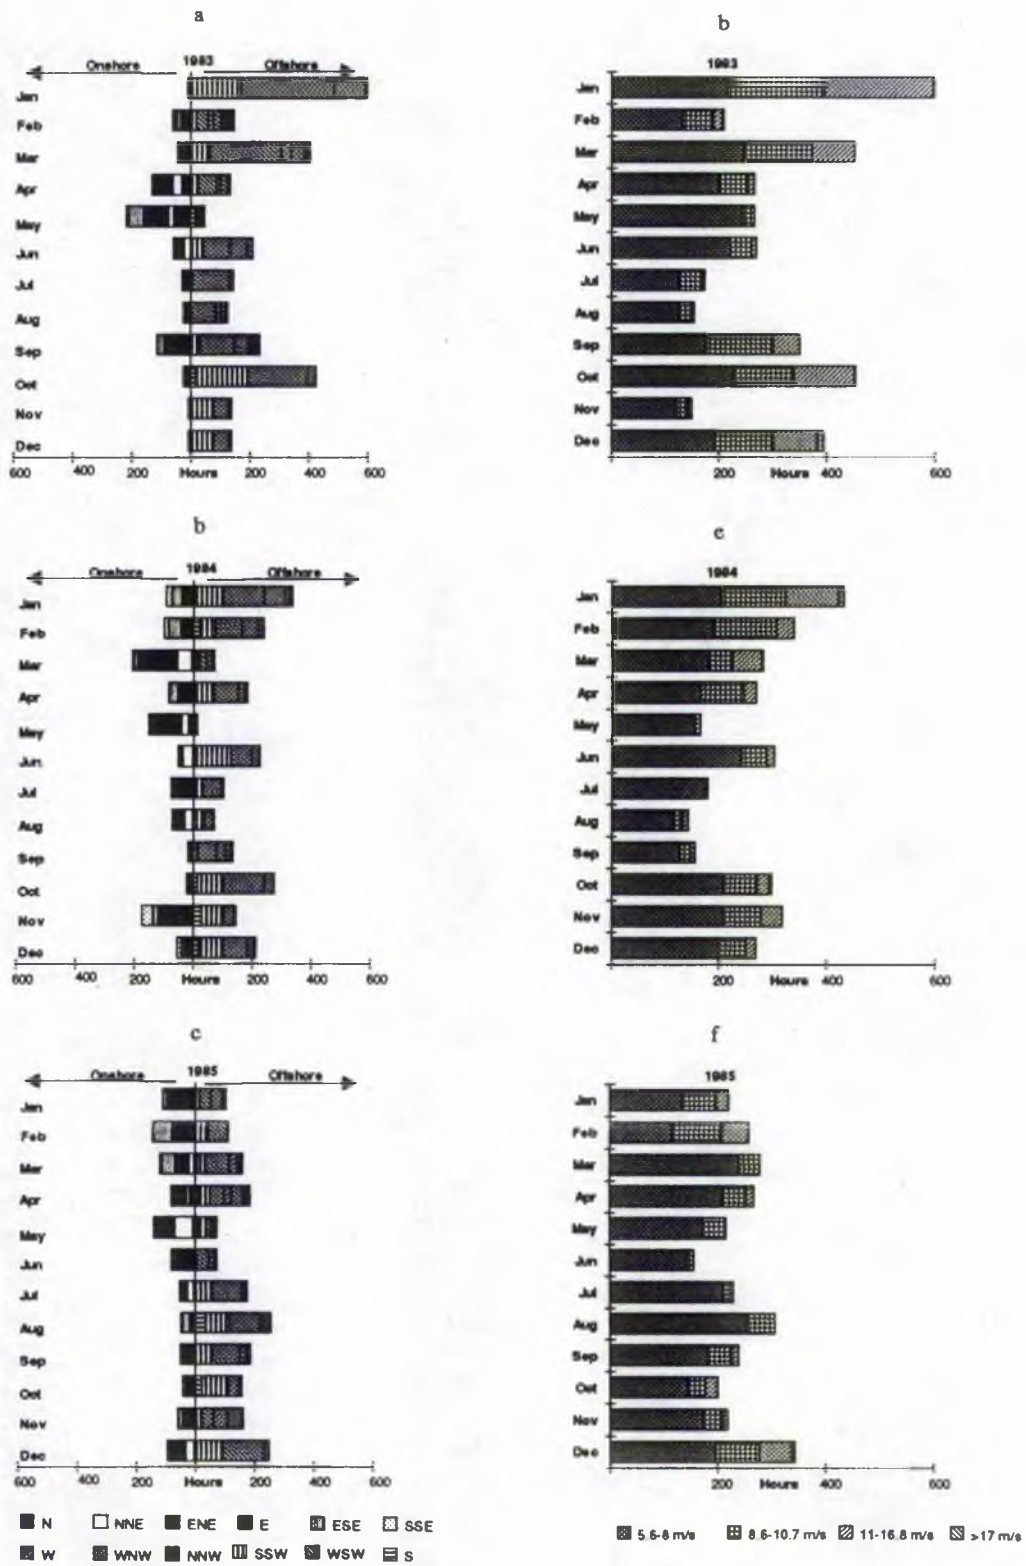 a
1983
Onshore
Offshore
Jan
Feb
Mar
Apr
May
Jun
Jul
Aug
Sep
Oct
Nov
Dec
600 400 200 Hours 200 400 600
b
1983
Jan
Feb
Mar
Apr
May
Jun
Jul
Aug
Sep
Oct
Nov
Dec
200 Hours 400 600
b
1984
Onshore
Offshore
Jan
Feb
Mar
Apr
May
Jun
Jul
Aug
Sep
Oct
Nov
Dec
600 400 200 Hours 200 400 600
e
1984
Jan
Feb
Mar
Apr
May
Jun
Jul
Aug
Sep
Oct
Nov
Dec
200 Hours 400 600
c
1985
Onshore
Offshore
Jan
Feb
Mar
Apr
May
Jun
Jul
Aug
Sep
Oct
Nov
Dec
600 400 200 Hours 200 400 600
f
1985
Jan
Feb
Mar
Apr
May
Jun
Jul
Aug
Sep
Oct
Nov
Dec
200 Hours 400 600
N NNE ENE E ESE SSE
W WNW NNW SSW WSW S
5.6-8 m/s 8.6-10.7 m/s 11-16.8 m/s >17 m/s